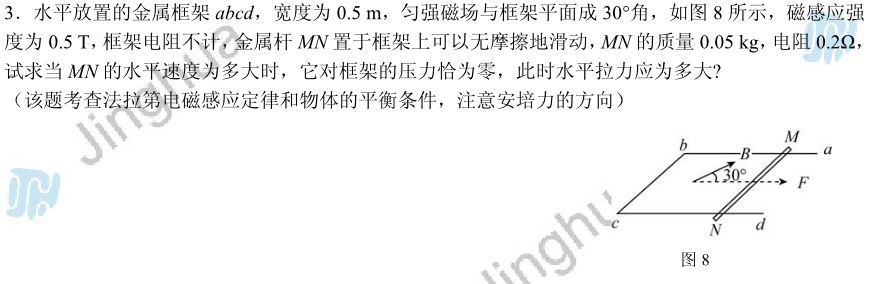 3．水平放置的金属框架 abcd，宽度为 0.5 m，匀强磁场与框架平面成 30°角，如图 8 所示，磁感应强
度为 0.5 T，框架电阻不计，金属杆 MN 置于框架上可以无摩擦地滑动，MN 的质量 0.05 kg，电阻 0.2Ω，
试求当 MN 的水平速度为多大时，它对框架的压力恰为零，此时水平拉力应为多大?
（该题考查法拉第电磁感应定律和物体的平衡条件，注意安培力的方向）
M
b
B
a
30°
F
c
N
d
图 8
Jinghua
Jinghu